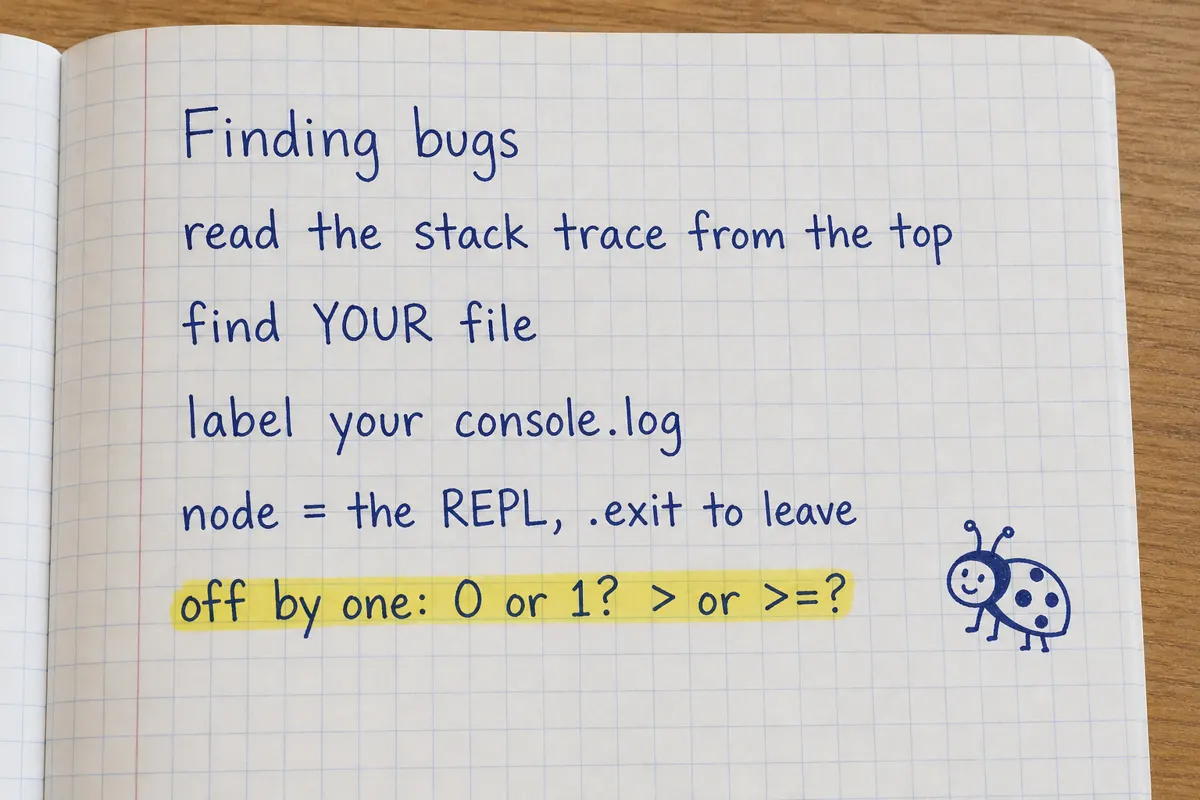 Finding bugs
read the stack trace from the top
find YOUR file
label your console.log
node = the REPL, .exit to leave
off by one: 0 or 1? > or >=?